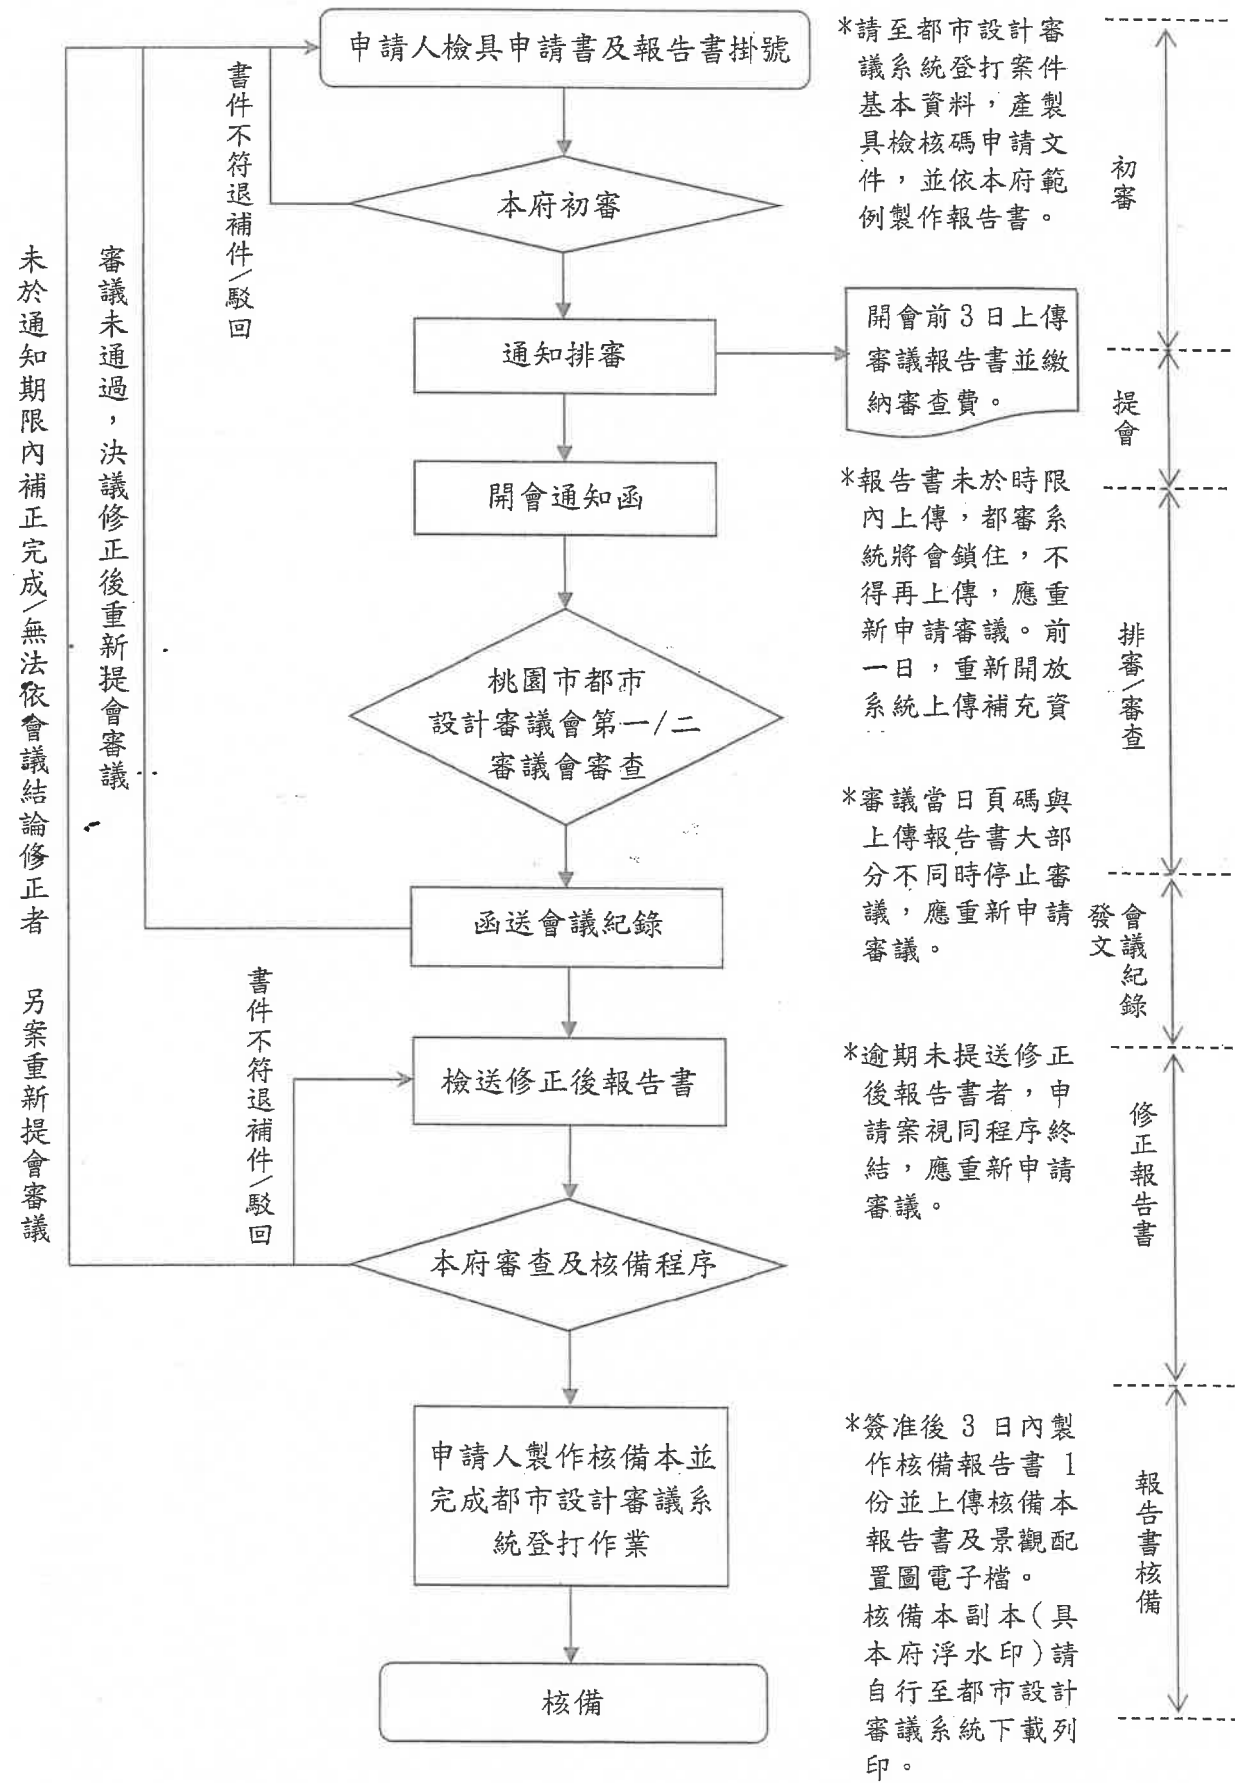 申請人檢具申請書及報告書掛號
本府初審
通知排審
開會前3日上傳
審議報告書並繳
納審查費。
開會通知函
桃園市都市
設計審議會第一/二
審議會審查
函送會議紀錄
檢送修正後報告書
本府審查及核備程序
申請人製作核備本並
完成都市設計審議系
統登打作業
核備
書件不符退補件/駁回
審議未通過，決議修正後重新提會審議
未於通知期限內補正完成/無法依會議結論修正者 另案重新提會審議
書件不符退補件/駁回
*請至都市設計審
議系統登打案件
基本資料，產製
具檢核碼申請文
件，並依本府範
例製作報告書。
*報告書未於時限
內上傳，都審系
統將會鎖住，不
得再上傳，應重
新申請審議。前
一日，重新開放
系統上傳補充資
*審議當日頁碼與
上傳報告書大部
分不同時停止審
議，應重新申請
審議。
*逾期未提送修正
後報告書者，申
請案視同程序終
結，應重新申請
審議。
*簽准後 3 日內製
作核備報告書 1
份並上傳核備本
報告書及景觀配
置圖電子檔。
核備本副本(具
本府浮水印)請
自行至都市設計
審議系統下載列
印。
初審
提會
排審/審查
會議紀錄
發文
修正報告書
報告書核備